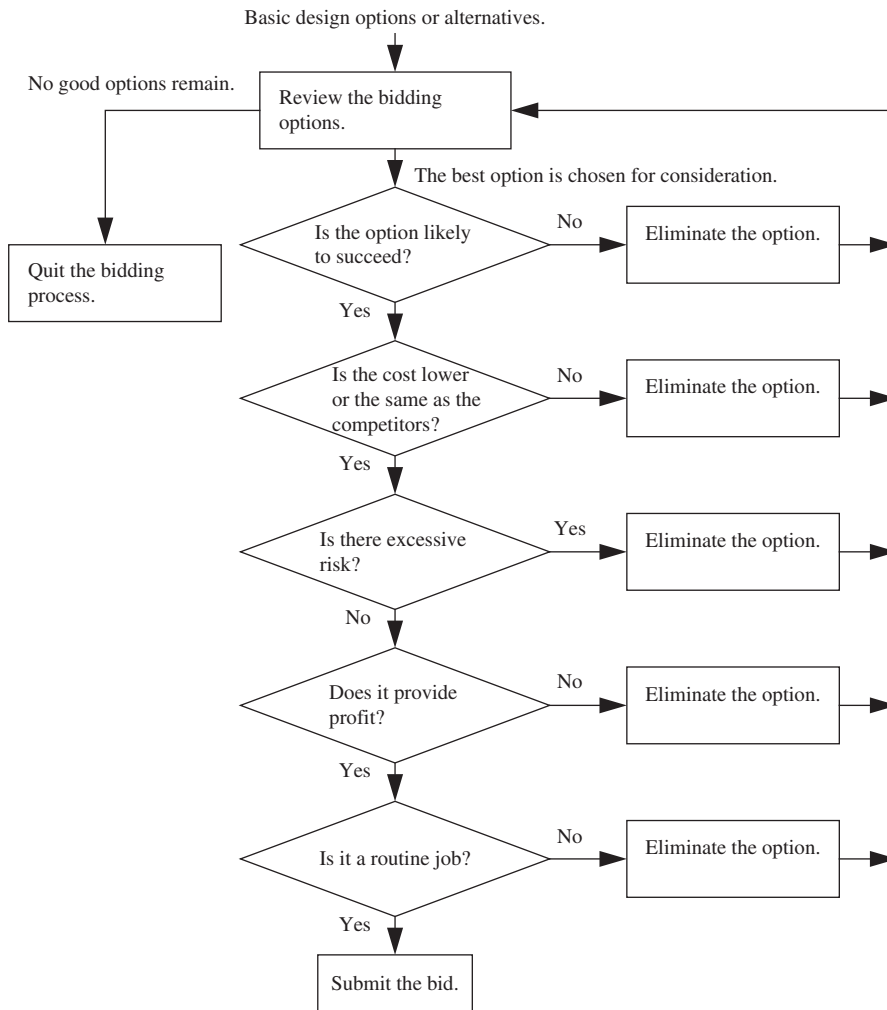 Basic design options or alternatives.
No good options remain.
Review the bidding
options.
The best option is chosen for consideration.
Is the option likely
to succeed?
No
Eliminate the option.
Quit the bidding
process.
Yes
Is the cost lower
or the same as the
competitors?
No
Eliminate the option.
Yes
Is there excessive
risk?
Yes
Eliminate the option.
No
Does it provide
profit?
No
Eliminate the option.
Yes
Is it a routine job?
No
Eliminate the option.
Yes
Submit the bid.